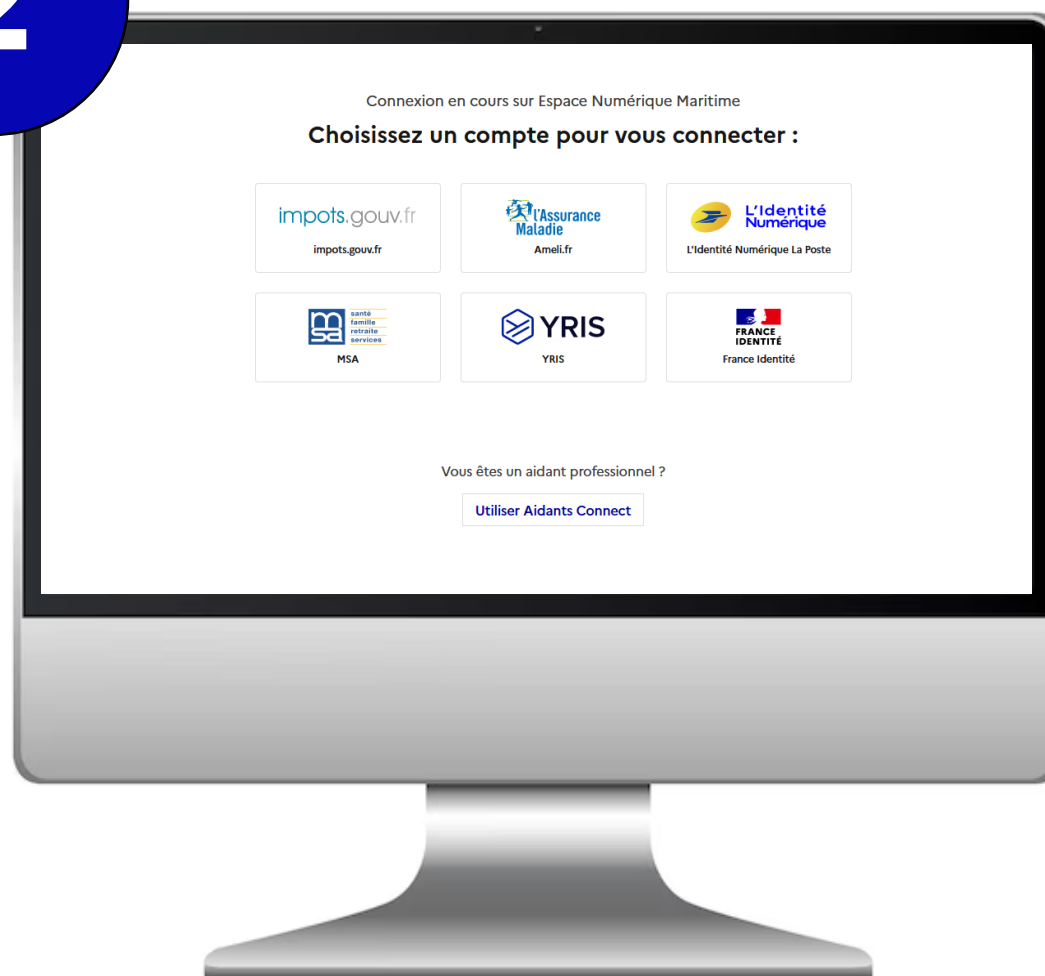 2
Connexion en cours sur Espace Numérique Maritime
Choisissez un compte pour vous connecter :
impots.gouv.fr
impots.gouv.fr
l'Assurance
Maladie
Ameli.fr
L'Identité
Numérique
L'Identité Numérique La Poste
msa
santé
famille
retraite
services
MSA
YRIS
YRIS
FRANCE
IDENTITÉ
France Identité
Vous êtes un aidant professionnel ?
Utiliser Aidants Connect